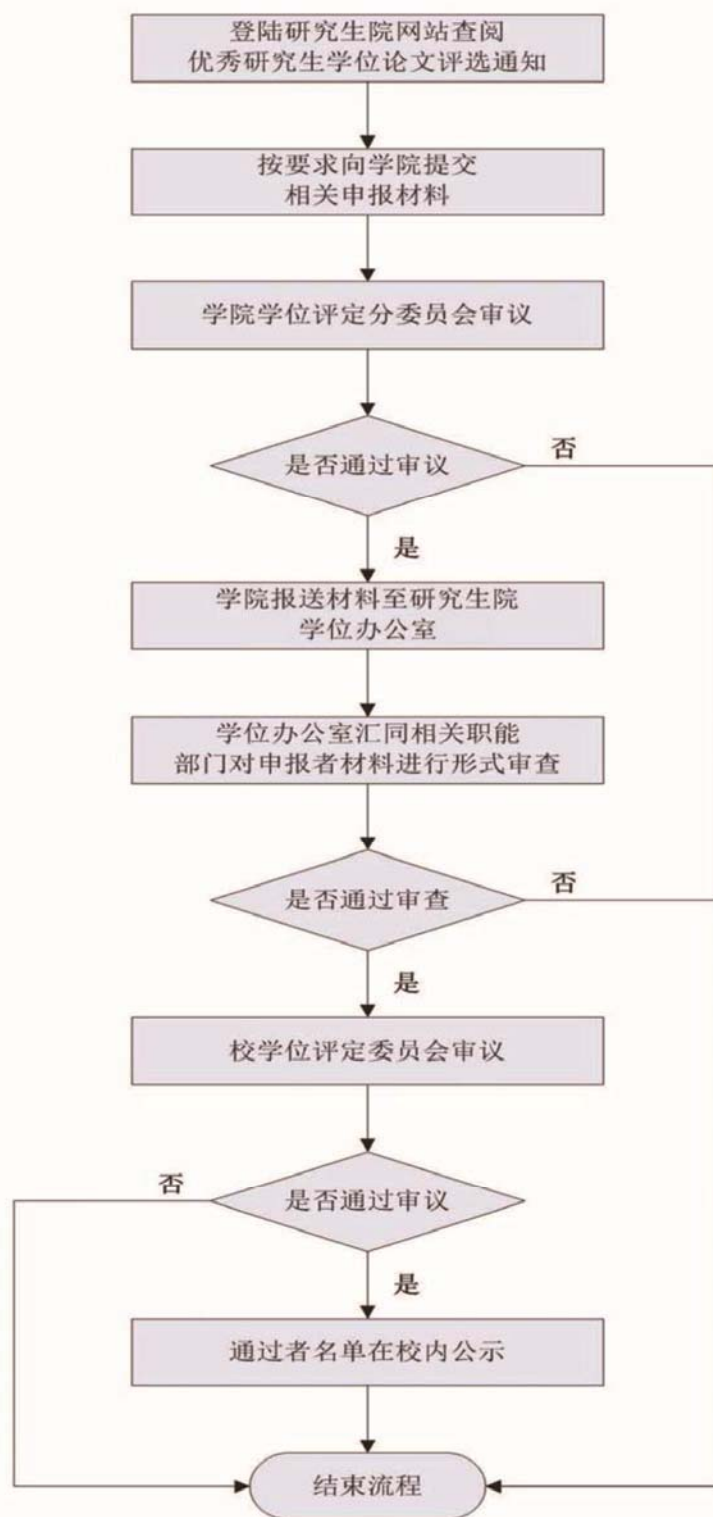 登陆研究生院网站查阅
优秀研究生学位论文评选通知
按要求向学院提交
相关申报材料
学院学位评定分委员会审议
是否通过审议
否
是
学院报送材料至研究生院
学位办公室
学位办公室汇同相关职能
部门对申报者材料进行形式审查
是否通过审查
否
是
校学位评定委员会审议
否
是否通过审议
是
通过者名单在校内公示
结束流程